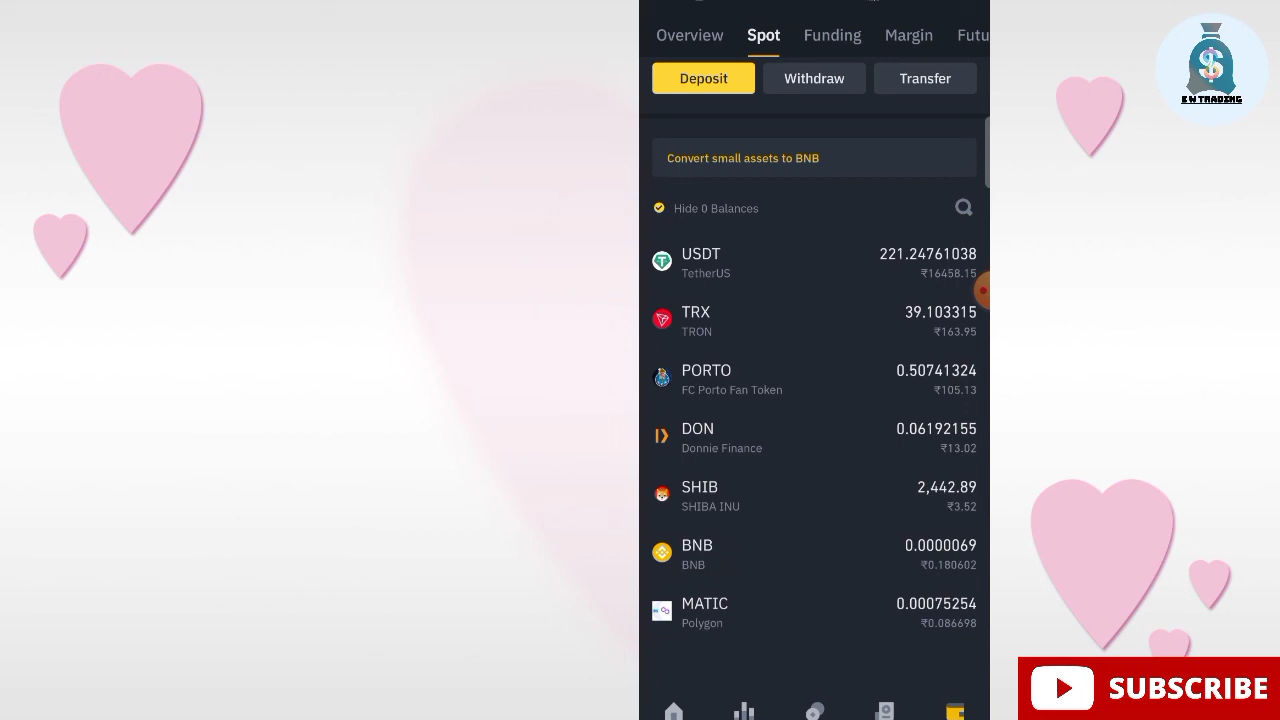 Overview Spot Funding Margin Futu
Deposit Withdraw Transfer
Convert small assets to BNB
Hide 0 Balances
USDT 221.24761038
TetherUS ₹16458.15
TRX 39.103315
TRON ₹163.95
PORTO 0.50741324
FC Porto Fan Token ₹105.13
DON 0.06192155
Donnie Finance ₹13.02
SHIB 2,442.89
SHIBA INU ₹3.52
BNB 0.0000069
BNB ₹0.180602
MATIC 0.00075254
Polygon ₹0.086698
$
K W TRADING
SUBSCRIBE